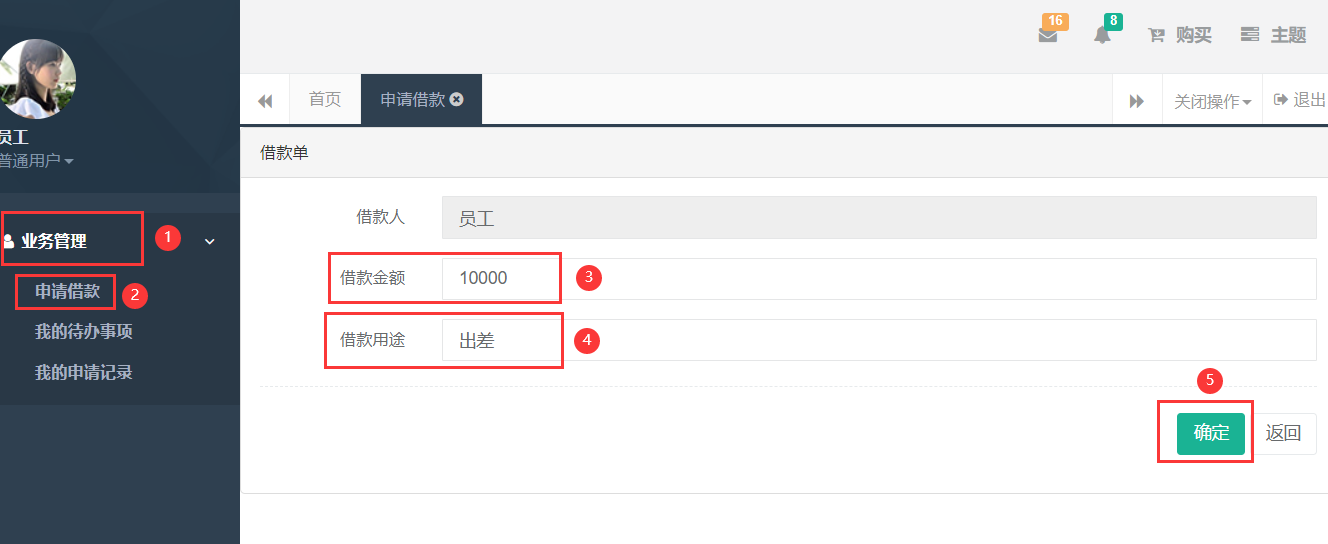 16
8
购买
主题
首页
申请借款
关闭操作
退出
员工
普通用户
借款单
借款人
员工
业务管理
1
借款金额
10000
3
申请借款
2
我的待办事项
借款用途
出差
4
我的申请记录
5
确定
返回